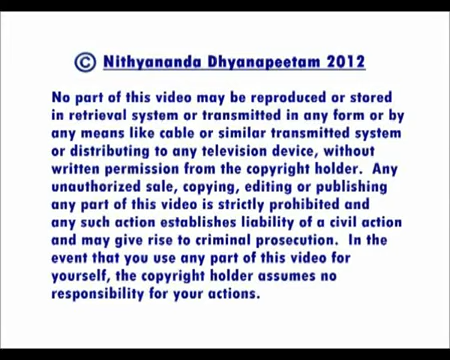 © Nithyananda Dhyanapeetam 2012
No part of this video may be reproduced or stored
in retrieval system or transmitted in any form or by
any means like cable or similar transmitted system
or distributing to any television device, without
written permission from the copyright holder. Any
unauthorized sale, copying, editing or publishing
any part of this video is strictly prohibited and
any such action establishes liability of a civil action
and may give rise to criminal prosecution. In the
event that you use any part of this video for
yourself, the copyright holder assumes no
responsibility for your actions.